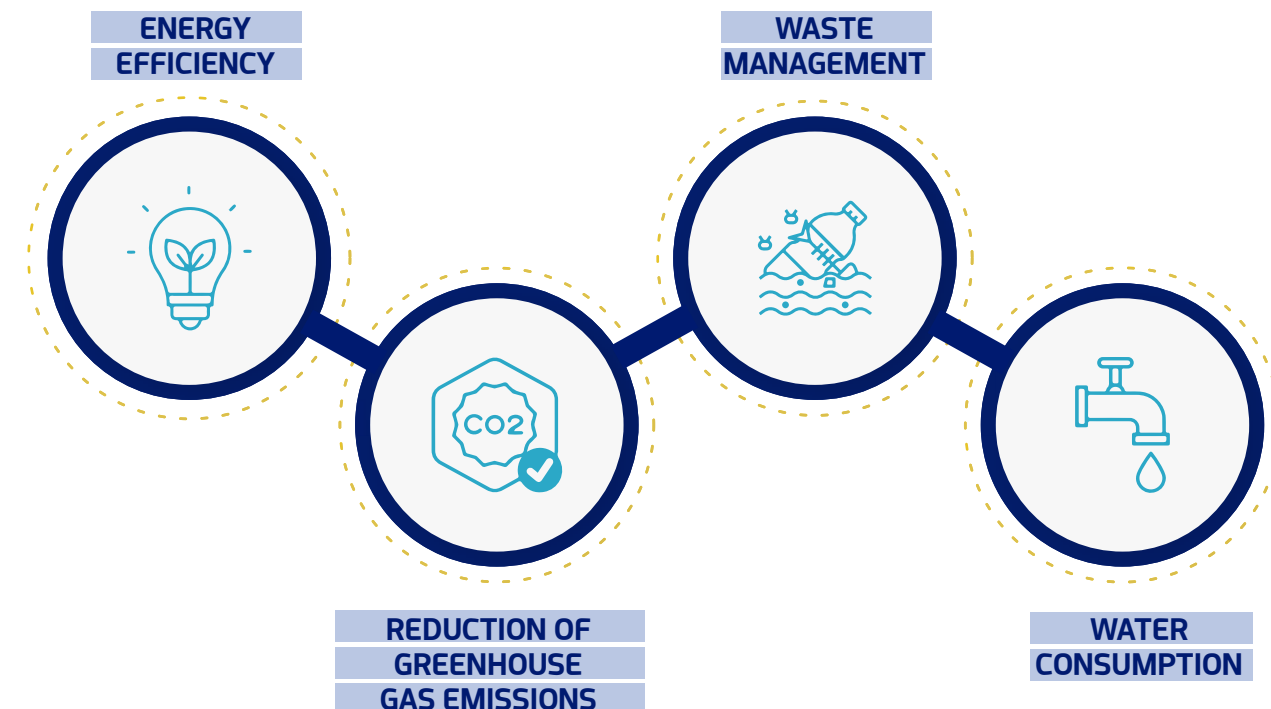 ENERGY
EFFICIENCY
WASTE
MANAGEMENT
CO2
REDUCTION OF
GREENHOUSE
GAS EMISSIONS
WATER
CONSUMPTION